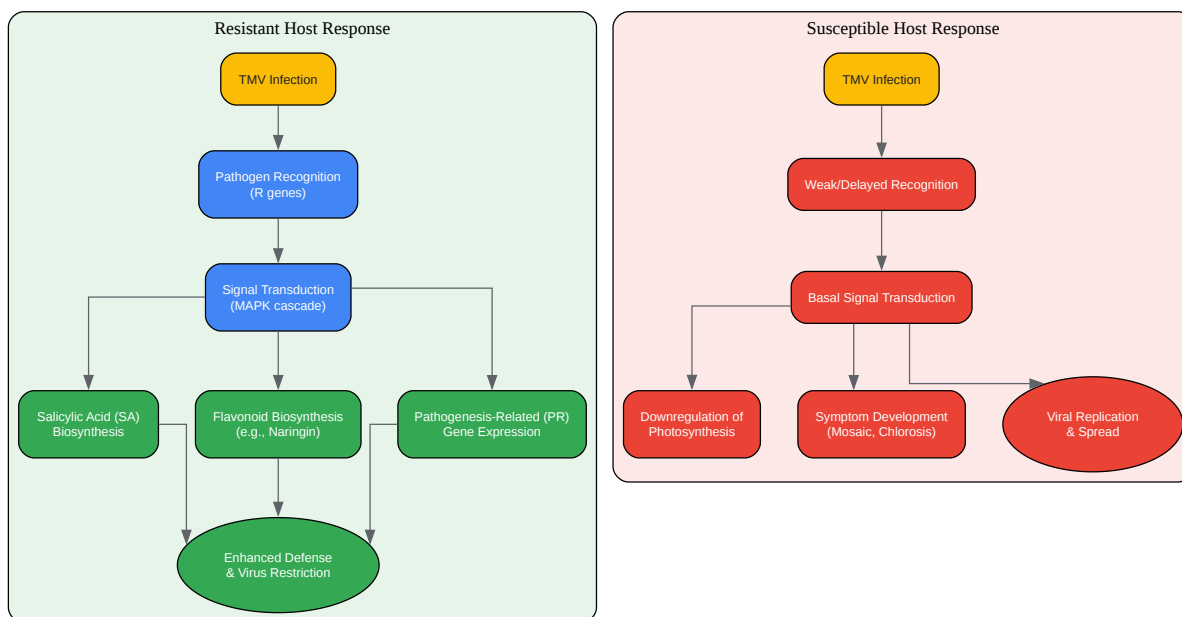 Resistant Host Response
TMV Infection
Pathogen Recognition
(R genes)
Signal Transduction
(MAPK cascade)
Salicylic Acid (SA)
Biosynthesis
Flavonoid Biosynthesis
(e.g., Naringin)
Pathogenesis-Related (PR)
Gene Expression
Enhanced Defense
& Virus Restriction
Susceptible Host Response
TMV Infection
Weak/Delayed Recognition
Basal Signal Transduction
Downregulation of
Photosynthesis
Symptom Development
(Mosaic, Chlorosis)
Viral Replication
& Spread